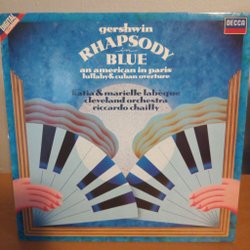 DIGITAL
DECCA
gershwin
RHAPSODY
in
BLUE
an american in paris
lullaby & cuban overture
katia & marielle labèque
cleveland orchestra
riccardo chailly